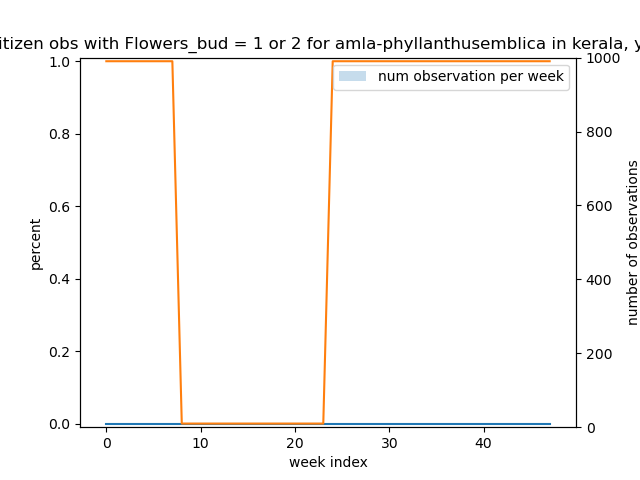 itizen obs with Flowers_bud = 1 or 2 for amla-phyllanthusemblica in kerala, y
num observation per week
1.0
0.8
0.6
0.4
0.2
0.0
percent
1000
800
600
400
200
0
number of observations
0 10 20 30 40
week index